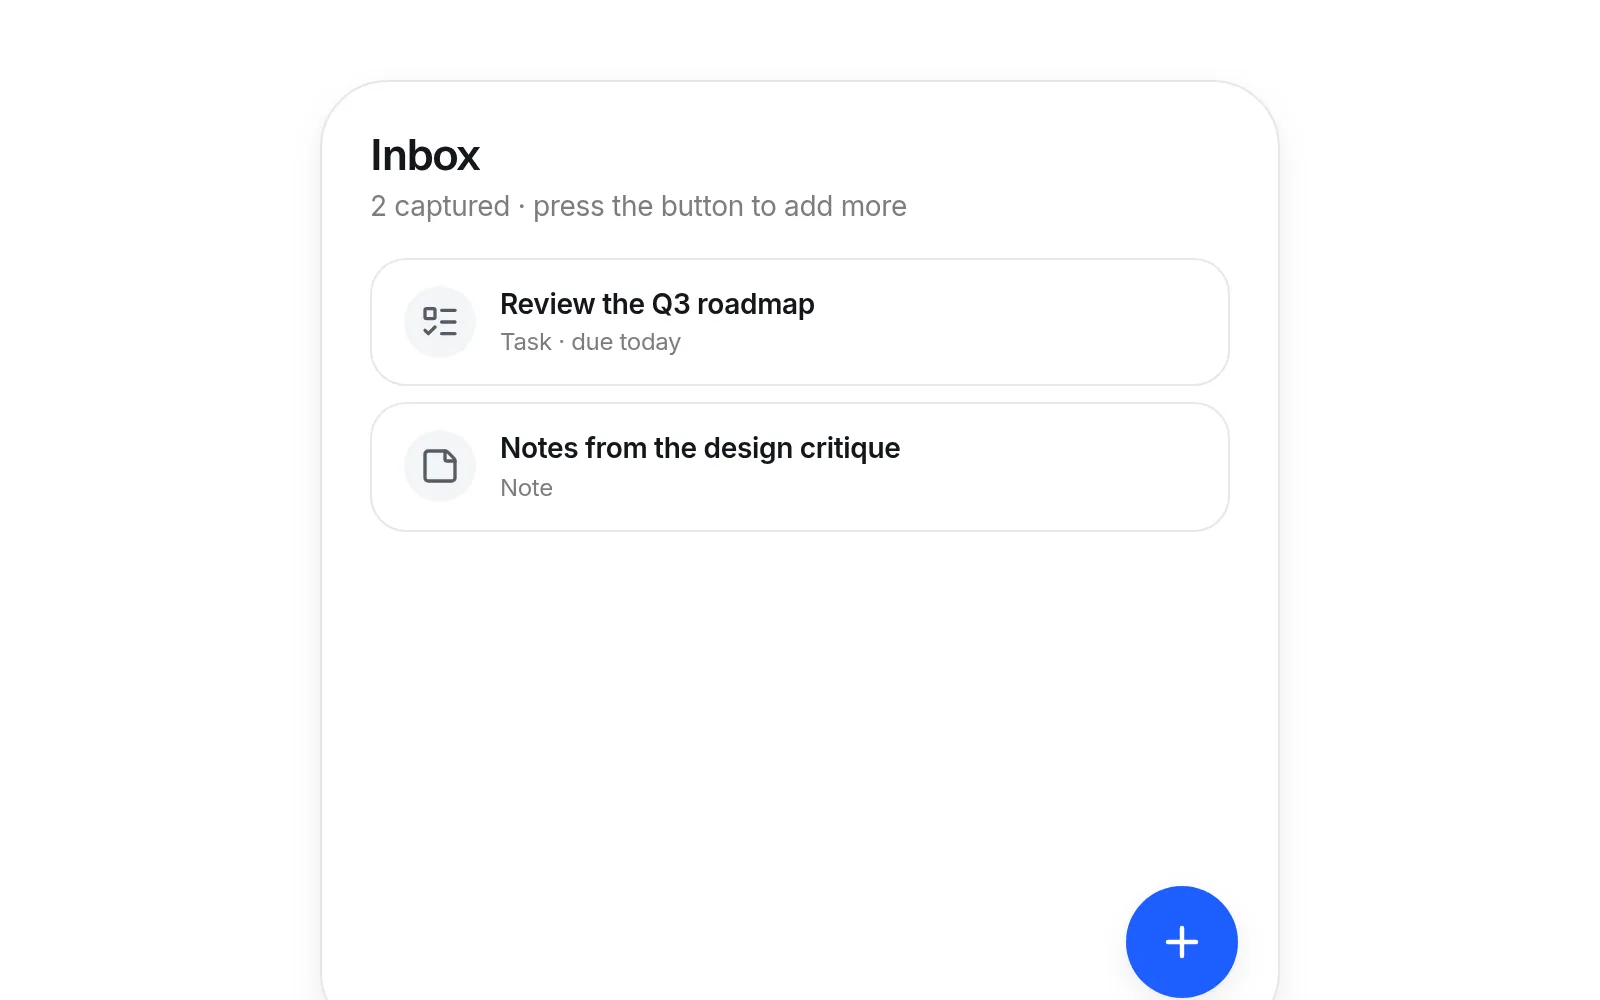 Inbox
2 captured · press the button to add more
Review the Q3 roadmap
Task · due today
Notes from the design critique
Note